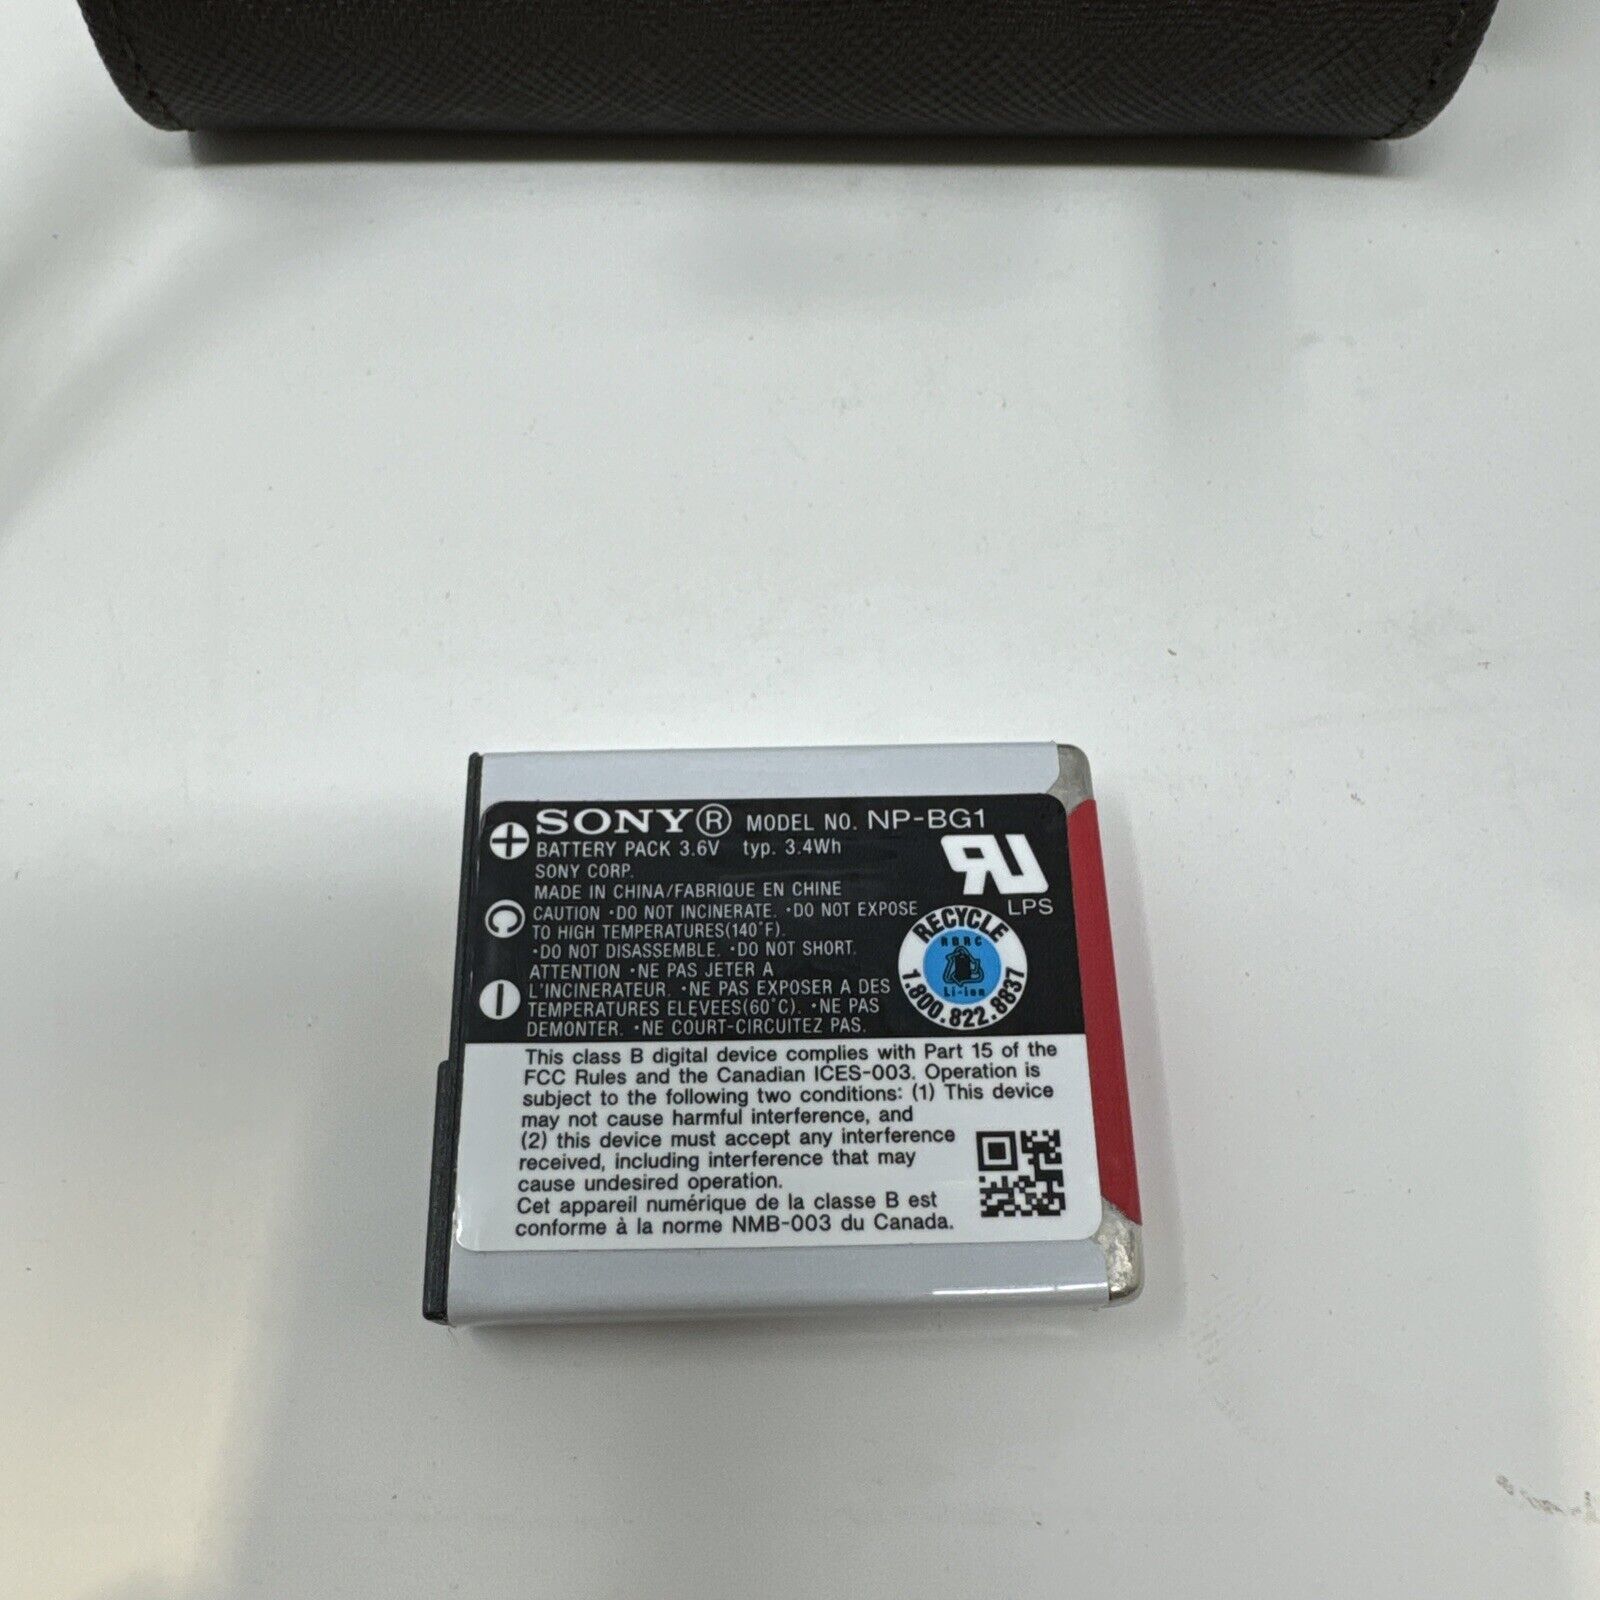 SONY® MODEL NO. NP-BG1
BATTERY PACK 3.6V typ. 3.4Wh
SONY CORP.
MADE IN CHINA/FABRIQUE EN CHINE
CAUTION ･DO NOT INCINERATE. ･DO NOT EXPOSE
TO HIGH TEMPERATURES(140°F).
･DO NOT DISASSEMBLE. ･DO NOT SHORT.
ATTENTION ･NE PAS JETER A
L'INCINERATEUR. ･NE PAS EXPOSER A DES
TEMPERATURES ELEVEES(60°C). ･NE PAS
DEMONTER. ･NE COURT-CIRCUITEZ PAS.
LPS
RECYCLE
RBRC
Li-ion
1.800.822.8837
This class B digital device complies with Part 15 of the
FCC Rules and the Canadian ICES-003. Operation is
subject to the following two conditions: (1) This device
may not cause harmful interference, and
(2) this device must accept any interference
received, including interference that may
cause undesired operation.
Cet appareil numérique de la classe B est
conforme à la norme NMB-003 du Canada.